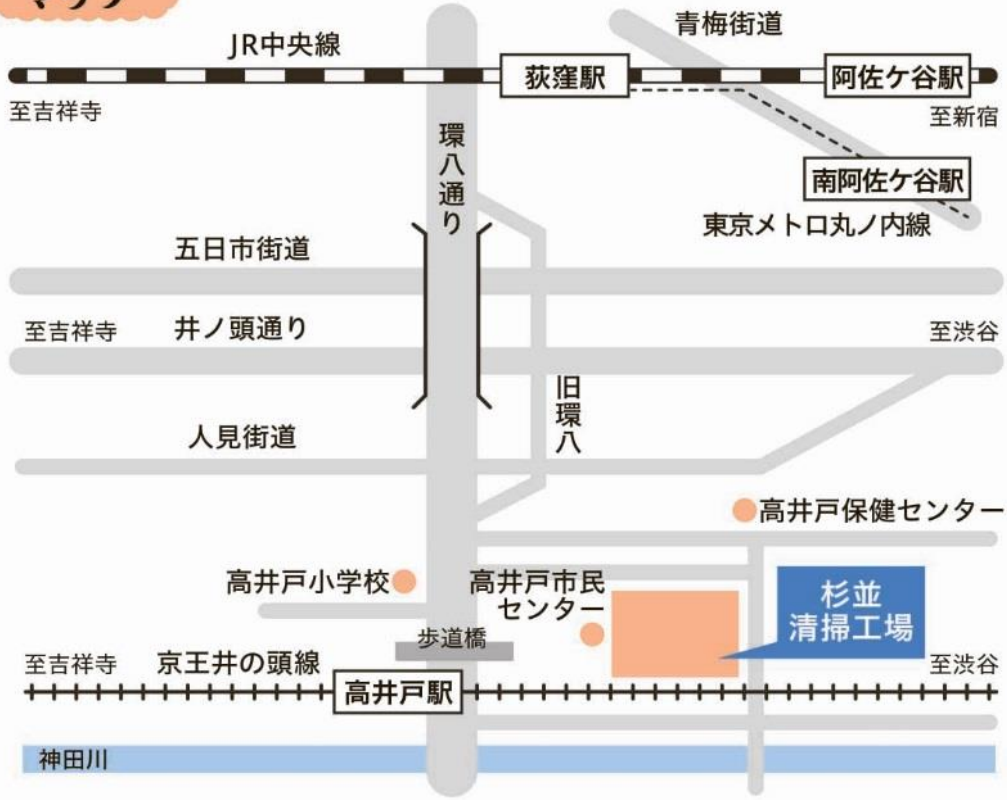 マップ
青梅街道
JR中央線
荻窪駅
阿佐ケ谷駅
至吉祥寺
至新宿
環八通り
南阿佐ケ谷駅
東京メトロ丸ノ内線
五日市街道
至吉祥寺
井ノ頭通り
至渋谷
旧環八
人見街道
高井戸保健センター
高井戸小学校
高井戸市民
センター
杉並
清掃工場
歩道橋
至吉祥寺
京王井の頭線
至渋谷
高井戸駅
神田川